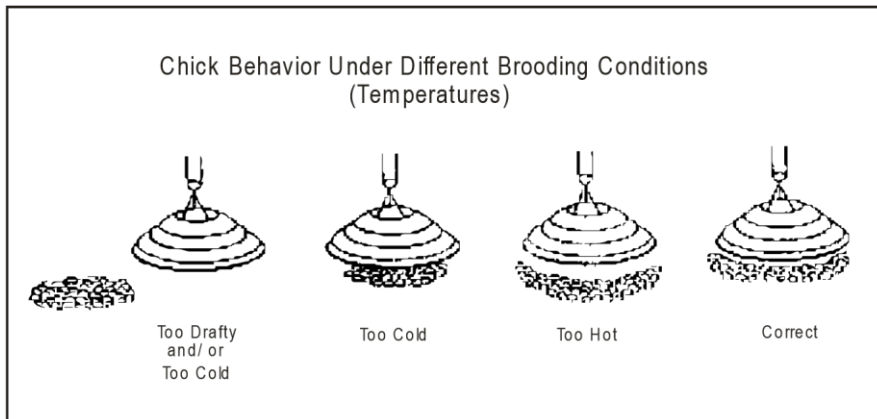 Chick Behavior Under Different Brooding Conditions
(Temperatures)
Too Drafty
and/ or
Too Cold
Too Cold
Too Hot
Correct